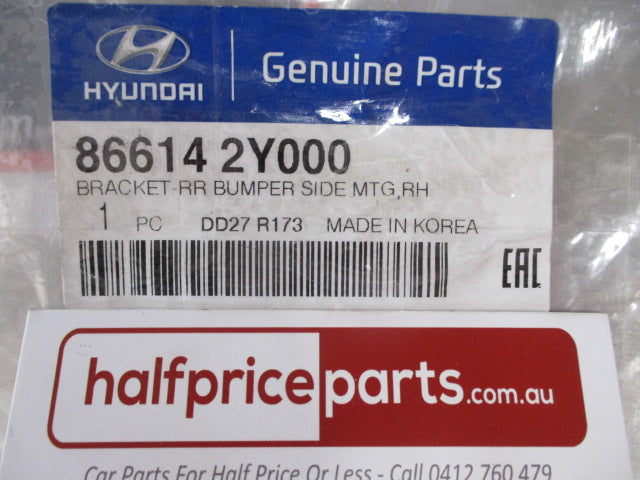 HYUNDAI
Genuine Parts
86614 2Y000
BRACKET-RR BUMPER SIDE MTG,RH
1 PC DD27 R173 MADE IN KOREA
EAC
halfpriceparts.com.au
Car Parts For Half Price Or Less - Call 0412 760 479